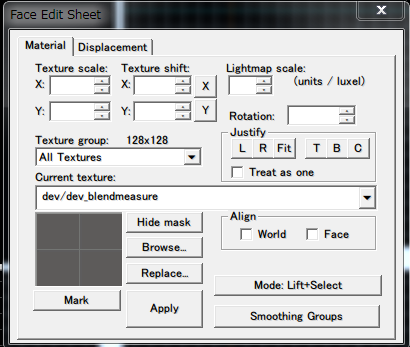 Face Edit Sheet
X
Material
Displacement
Texture scale:
Texture shift:
Lightmap scale:
X:
X:
X
(units / luxel)
Y:
Y:
Y
Rotation:
Texture group:
128x128
Justify
All Textures
L
R
Fit
T
B
C
Treat as one
Current texture:
dev/dev_blendmeasure
Hide mask
Align
World
Face
Browse...
Replace...
Mode: Lift+Select
Mark
Apply
Smoothing Groups